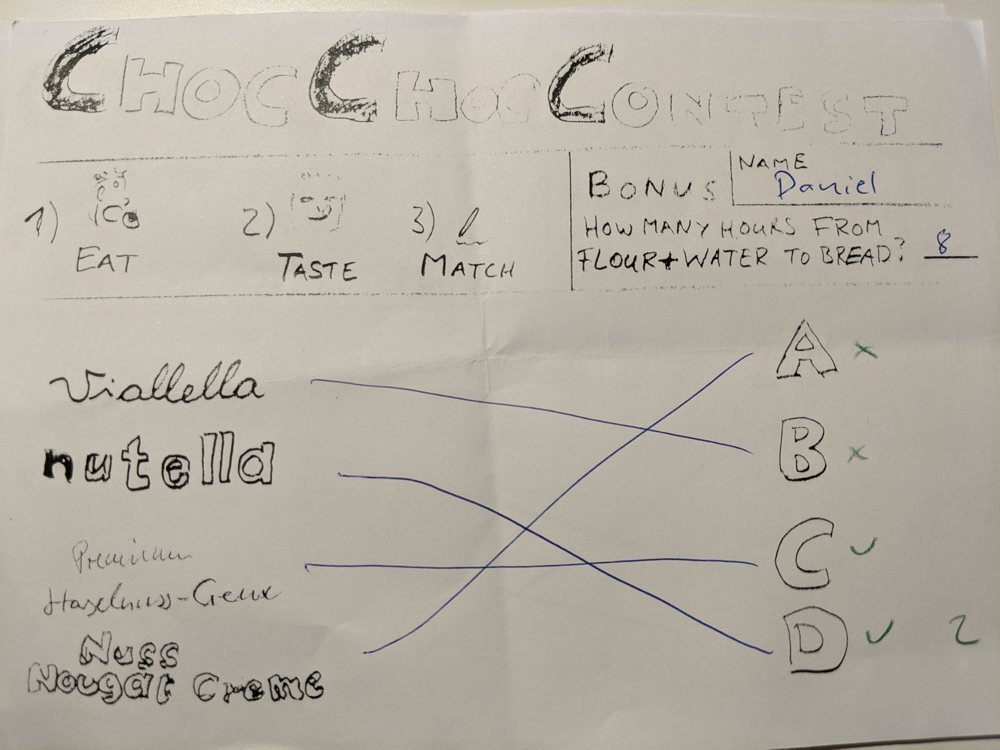 CHOC CHOC CONTEST
1) EAT
2) TASTE
3) MATCH
BONUS
NAME
Daniel
HOW MANY HOURS FROM
FLOUR + WATER TO BREAD? 8
Viallella
nutella
Premium
Haselnuss-Creme
Nuss
Nougat Creme
A x
B x
C ✓
D ✓ 2